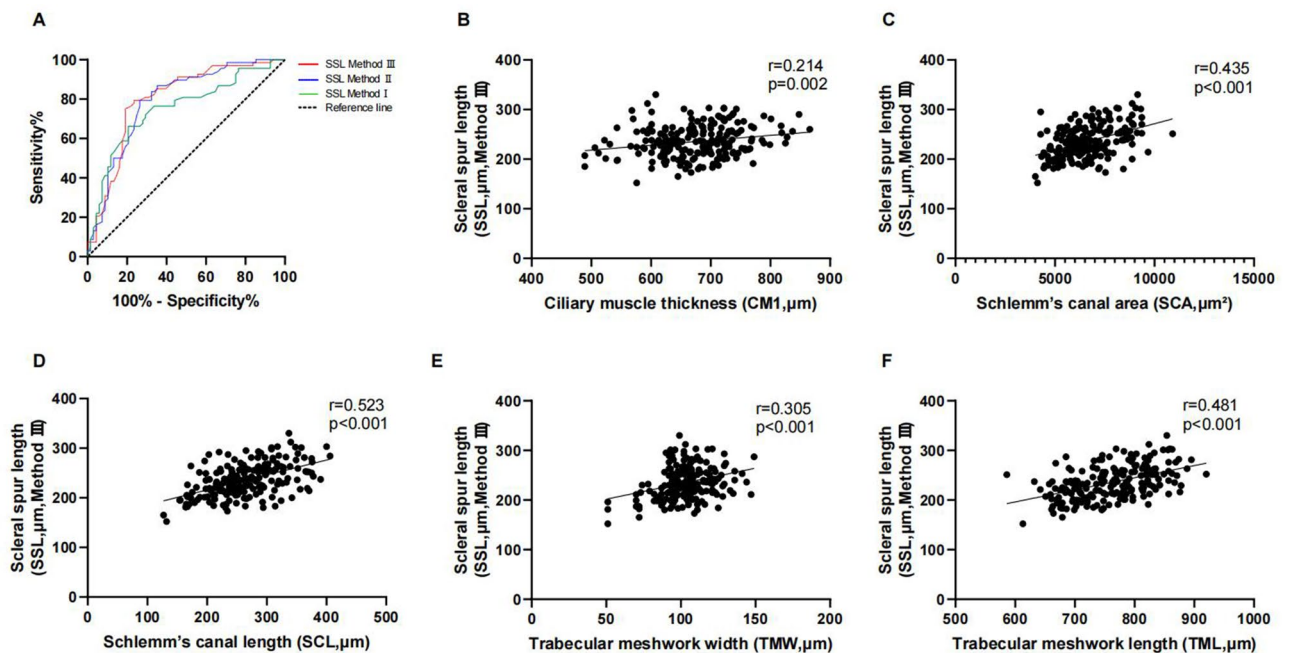 A
100
80
60
40
20
0
0 20 40 60 80 100
Sensitivity%
100% - Specificity%
SSL Method Ⅲ
SSL Method Ⅱ
SSL Method Ⅰ
Reference line
B
400
300
200
100
0
400 500 600 700 800 900
Scleral spur length
(SSL,μm,Method Ⅲ)
Ciliary muscle thickness (CM1,μm)
r=0.214
p=0.002
C
400
300
200
100
0
0 5000 10000 15000
Scleral spur length
(SSL,μm,Method Ⅲ)
Schlemm's canal area (SCA,μm²)
r=0.435
p<0.001
D
400
300
200
100
0
0 100 200 300 400 500
Scleral spur length
(SSL,μm,Method Ⅲ)
Schlemm's canal length (SCL,μm)
r=0.523
p<0.001
E
400
300
200
100
0
0 50 100 150 200
Scleral spur length
(SSL,μm,Method Ⅲ)
Trabecular meshwork width (TMW,μm)
r=0.305
p<0.001
F
400
300
200
100
0
500 600 700 800 900 1000
Scleral spur length
(SSL,μm,Method Ⅲ)
Trabecular meshwork length (TML,μm)
r=0.481
p<0.001